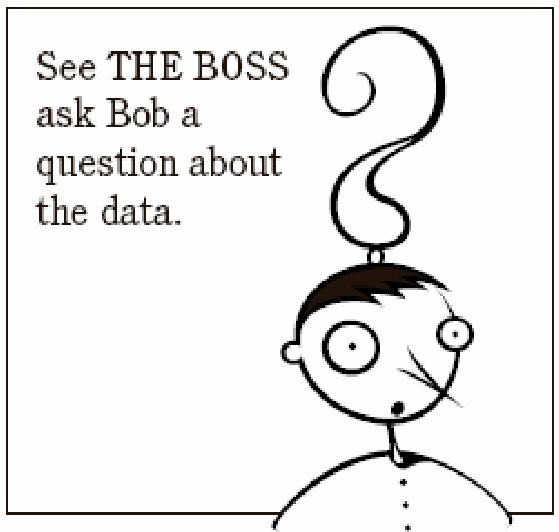 See THE BOSS
ask Bob a
question about
the data.